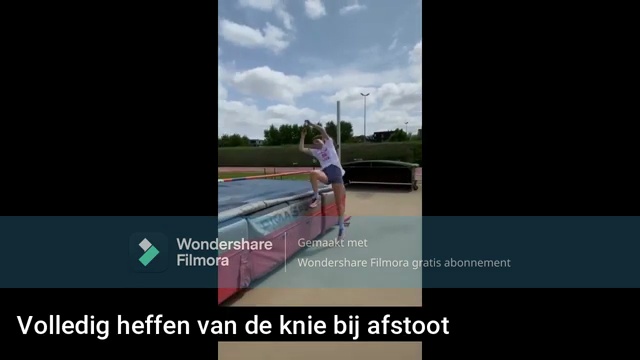 Wondershare
Filmora
Gemaakt met
Wondershare Filmora gratis abonnement
Volledig heffen van de knie bij afstoot